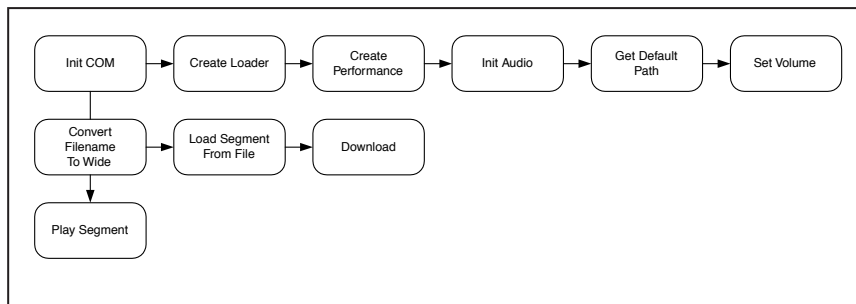 Init COM
Create Loader
Create
Performance
Init Audio
Get Default
Path
Set Volume
Convert
Filename
To Wide
Load Segment
From File
Download
Play Segment